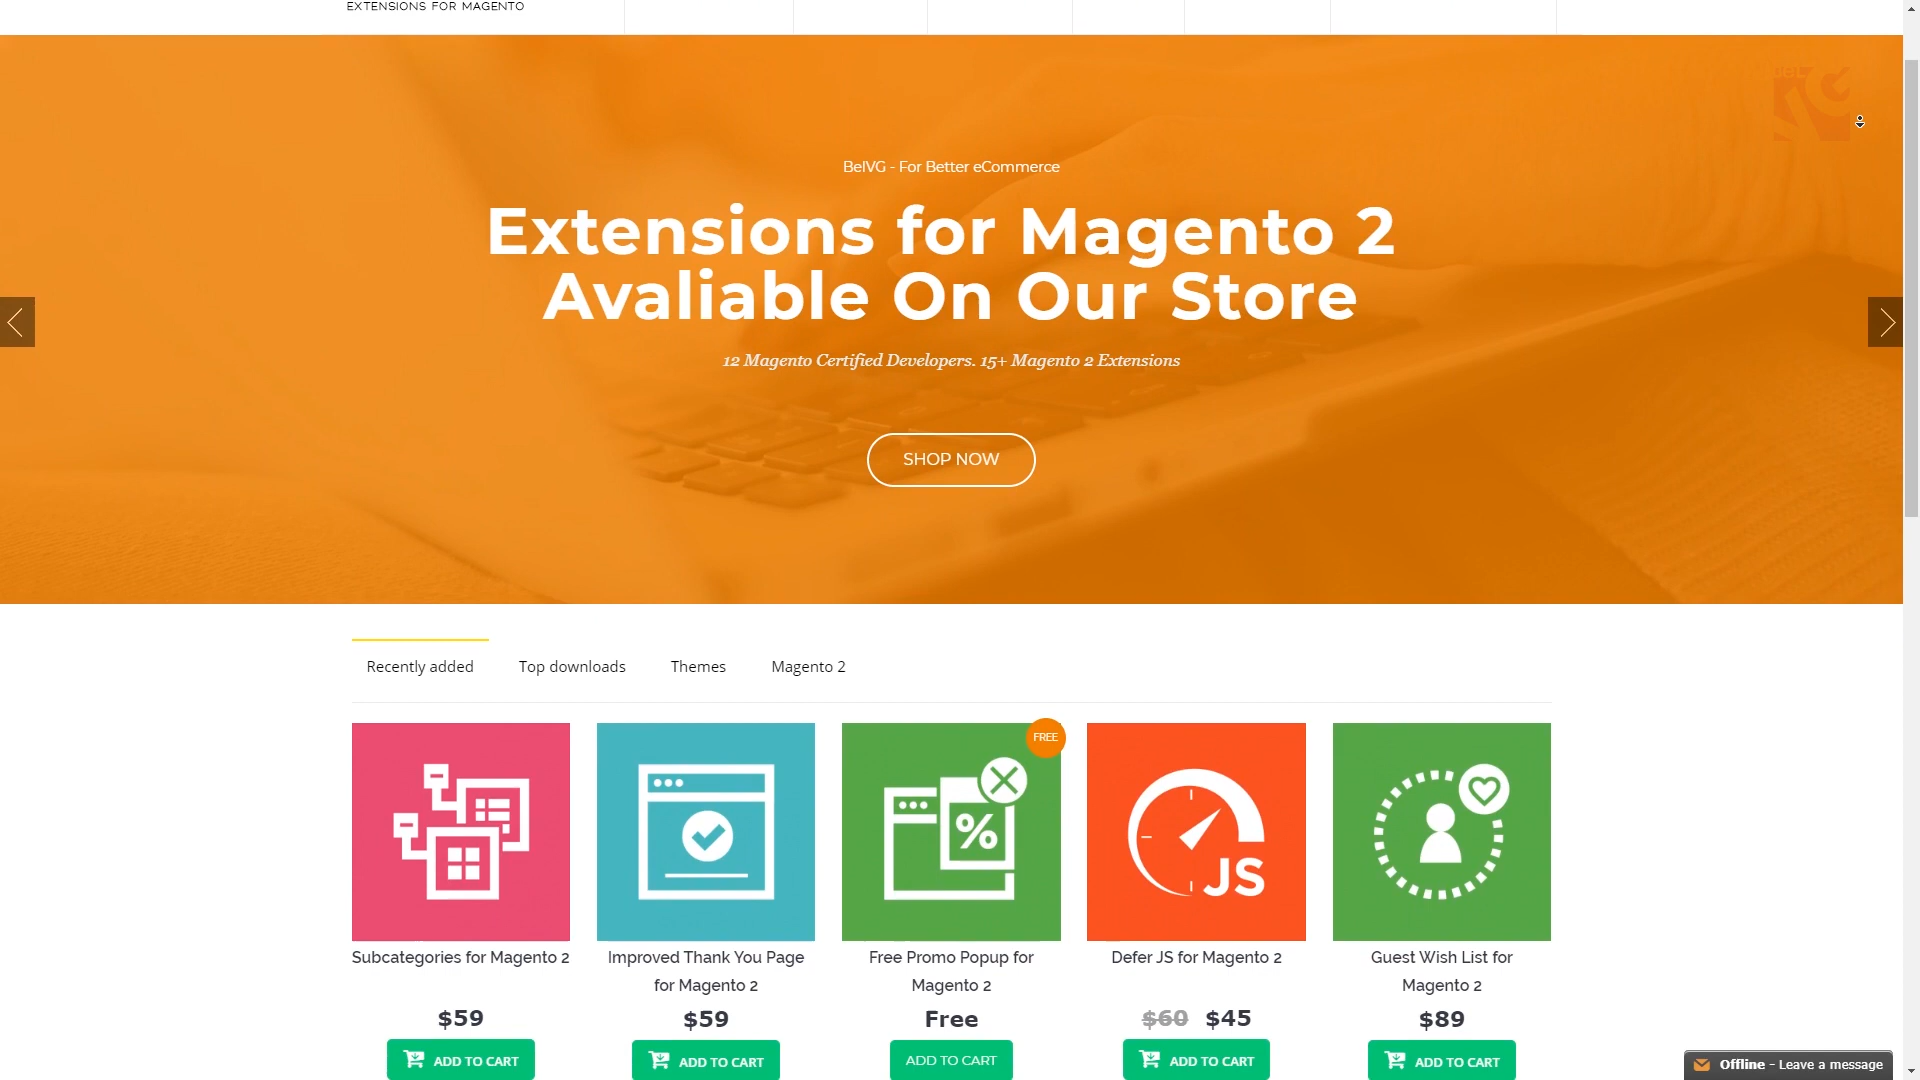 EXTENSIONS FOR MAGENTO
BelVG - For Better eCommerce
Extensions for Magento 2
Avaliable On Our Store
12 Magento Certified Developers. 15+ Magento 2 Extensions
SHOP NOW
Recently added
Top downloads
Themes
Magento 2
FREE
%
JS
Subcategories for Magento 2
$59
ADD TO CART
Improved Thank You Page
for Magento 2
$59
ADD TO CART
Free Promo Popup for
Magento 2
Free
ADD TO CART
Defer JS for Magento 2
$60 $45
ADD TO CART
Guest Wish List for
Magento 2
$89
ADD TO CART
Offline - Leave a message